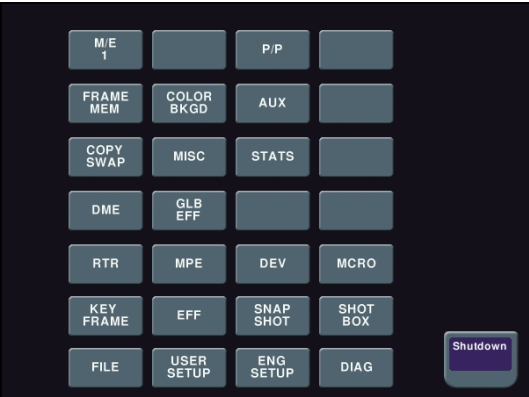 M/E
1
P/P
FRAME
MEM
COLOR
BKGD
AUX
COPY
SWAP
MISC
STATS
DME
GLB
EFF
RTR
MPE
DEV
MCRO
KEY
FRAME
EFF
SNAP
SHOT
SHOT
BOX
FILE
USER
SETUP
ENG
SETUP
DIAG
Shutdown